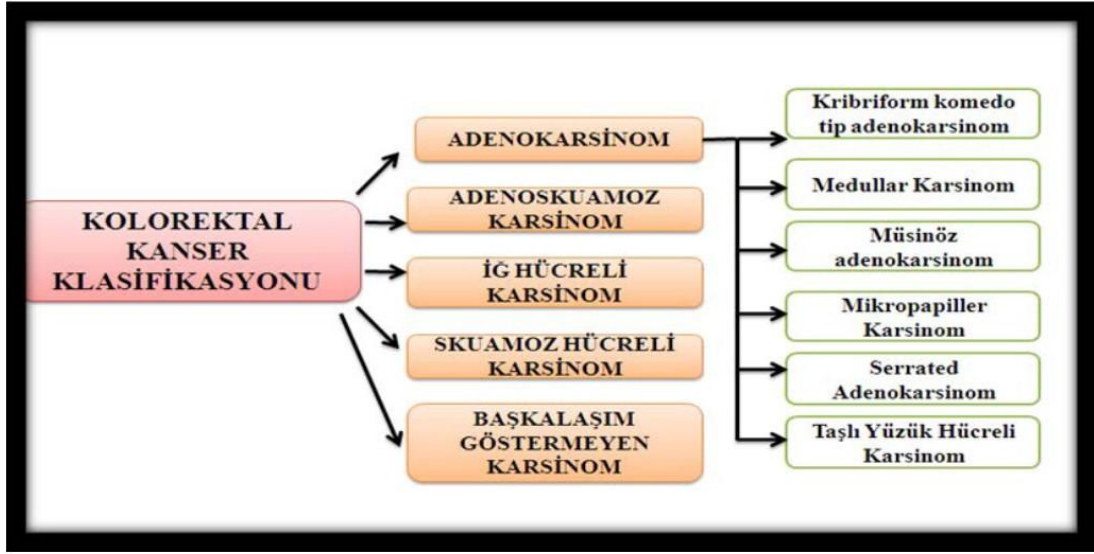 KOLOREKTAL
KANSER
KLASİFİKASYONU
ADENOKARSİNOM
ADENOSKUAMOZ
KARSİNOM
İĞ HÜCRELİ
KARSİNOM
SKUAMOZ HÜCRELİ
KARSİNOM
BAŞKALAŞIM
GÖSTERMEYEN
KARSİNOM
Kribriform komedo
tip adenokarsinom
Medullar Karsinom
Müsinöz
adenokarsinom
Mikropapiller
Karsinom
Serrated
Adenokarsinom
Taşlı Yüzük Hücreli
Karsinom